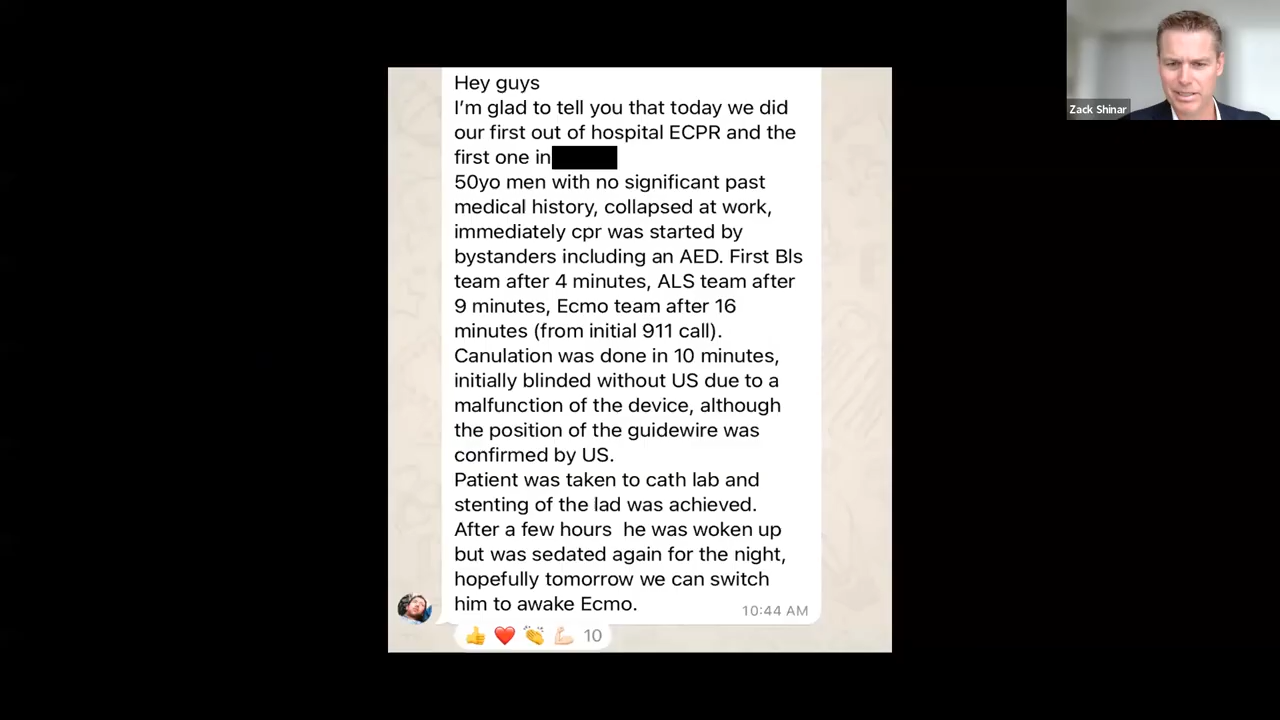 Hey guys
I'm glad to tell you that today we did
our first out of hospital ECPR and the
first one in
50yo men with no significant past
medical history, collapsed at work,
immediately cpr was started by
bystanders including an AED. First Bls
team after 4 minutes, ALS team after
9 minutes, Ecmo team after 16
minutes (from initial 911 call).
Canulation was done in 10 minutes,
initially blinded without US due to a
malfunction of the device, although
the position of the guidewire was
confirmed by US.
Patient was taken to cath lab and
stenting of the lad was achieved.
After a few hours  he was woken up
but was sedated again for the night,
hopefully tomorrow we can switch
him to awake Ecmo.
10:44 AM
👍 ❤️ 👏 💪🏻 10
Zack Shinar